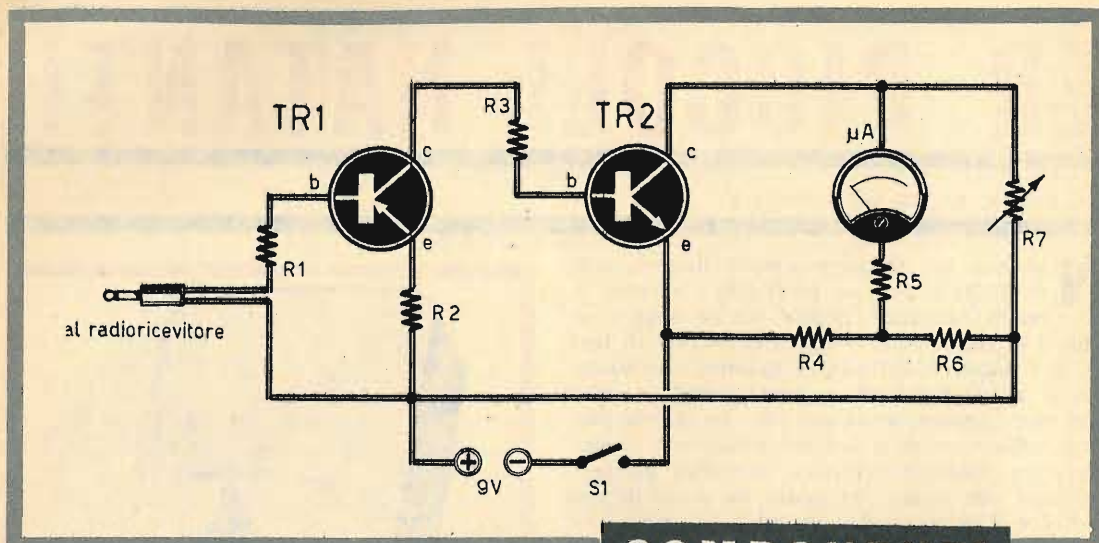 TR1
R3
TR2
c
b
e
R1
R2
al radioricevitore
c
b
e
µA
R5
R7
R4
R6
+
9V
−
S1